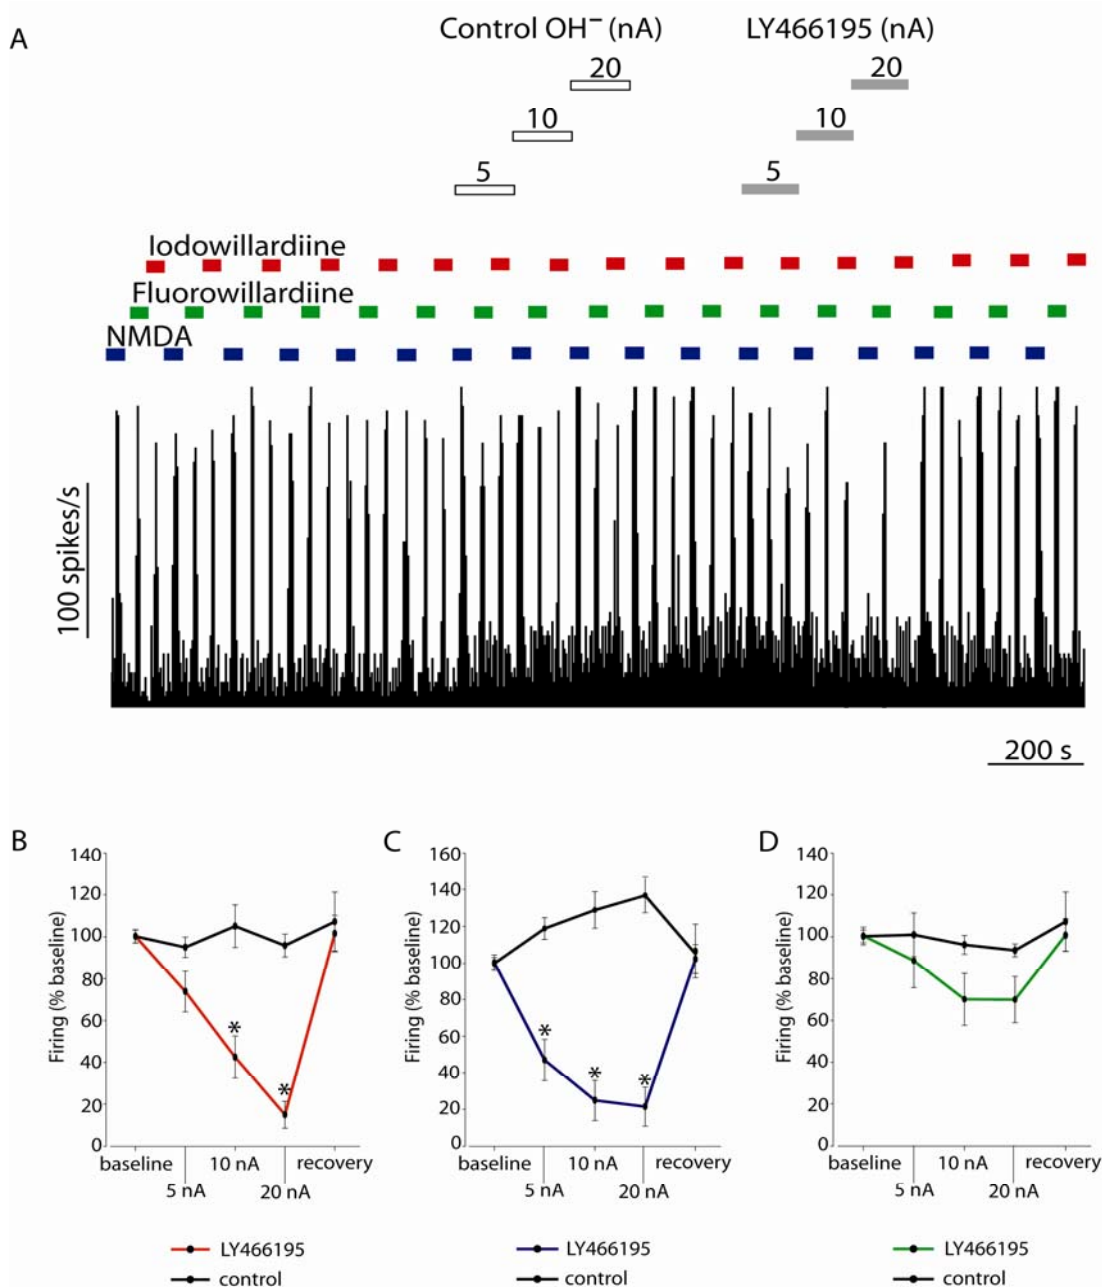 A
Control OH⁻ (nA)
LY466195 (nA)
20
20
10
10
5
5
Iodowillardiine
Fluorowillardiine
NMDA
100 spikes/s
200 s
B
Firing (% baseline)
140
120
100
80
60
40
20
0
*
*
baseline
10 nA
recovery
5 nA
20 nA
LY466195
control
C
Firing (% baseline)
160
140
120
100
80
60
40
20
0
*
*
*
baseline
10 nA
recovery
5 nA
20 nA
LY466195
control
D
Firing (% baseline)
140
120
100
80
60
40
20
0
baseline
10 nA
recovery
5 nA
20 nA
LY466195
control